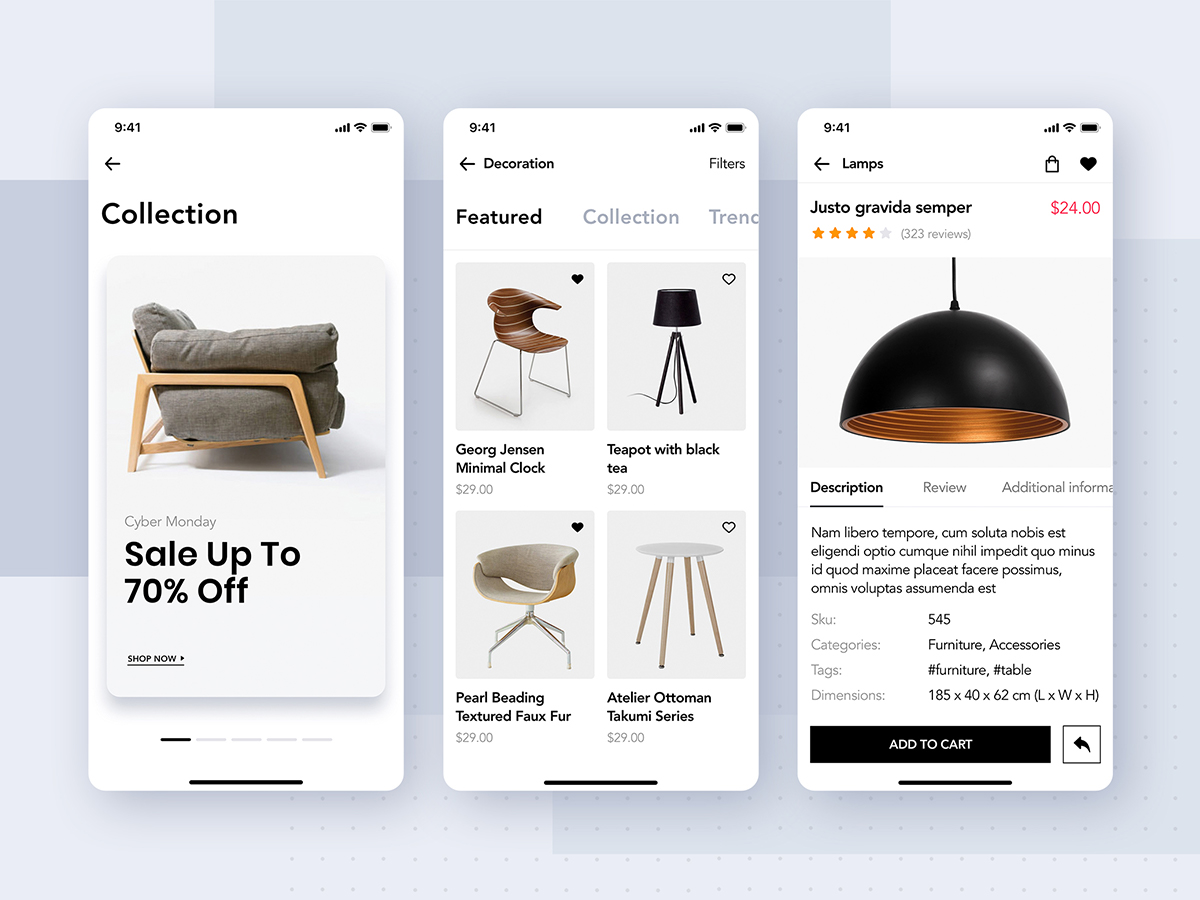 9:41
Collection
Cyber Monday
Sale Up To
70% Off
SHOP NOW
9:41
Decoration
Filters
Featured
Collection
Trend
Georg Jensen
Minimal Clock
$29.00
Teapot with black
tea
$29.00
Pearl Beading
Textured Faux Fur
$29.00
Atelier Ottoman
Takumi Series
$29.00
9:41
Lamps
Justo gravida semper
$24.00
(323 reviews)
Description
Review
Additional informa
Nam libero tempore, cum soluta nobis est
eligendi optio cumque nihil impedit quo minus
id quod maxime placeat facere possimus,
omnis voluptas assumenda est
Sku: 545
Categories: Furniture, Accessories
Tags: #furniture, #table
Dimensions: 185 x 40 x 62 cm (L x W x H)
ADD TO CART